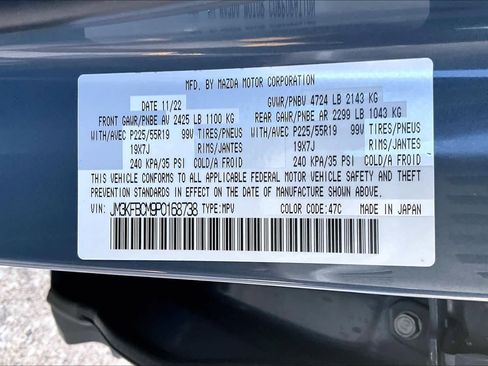 MFD. BY MAZDA MOTOR CORPORATION
DATE 11/22 GVWR/PNBV 4724 LB 2143 KG
FRONT GAWR/PNBE AV 2425 LB 1100 KG REAR GAWR/PNBE AR 2299 LB 1043 KG
WITH/AVEC P225/55R19 99V TIRES/PNEUS WITH/AVEC P225/55R19 99V TIRES/PNEUS
19X7J RIMS/JANTES 19X7J RIMS/JANTES
240 KPA/35 PSI COLD/A FROID 240 KPA/35 PSI COLD/A FROID
THIS VEHICLE CONFORMS TO ALL APPLICABLE FEDERAL MOTOR VEHICLE SAFETY, BUMPER,
AND THEFT PREVENTION STANDARDS IN EFFECT ON THE DATE OF MANUFACTURE SHOWN ABOVE.
VIN: JM3KFBCM9P0168738 TYPE:MPV COLOR CODE:47C MADE IN JAPAN